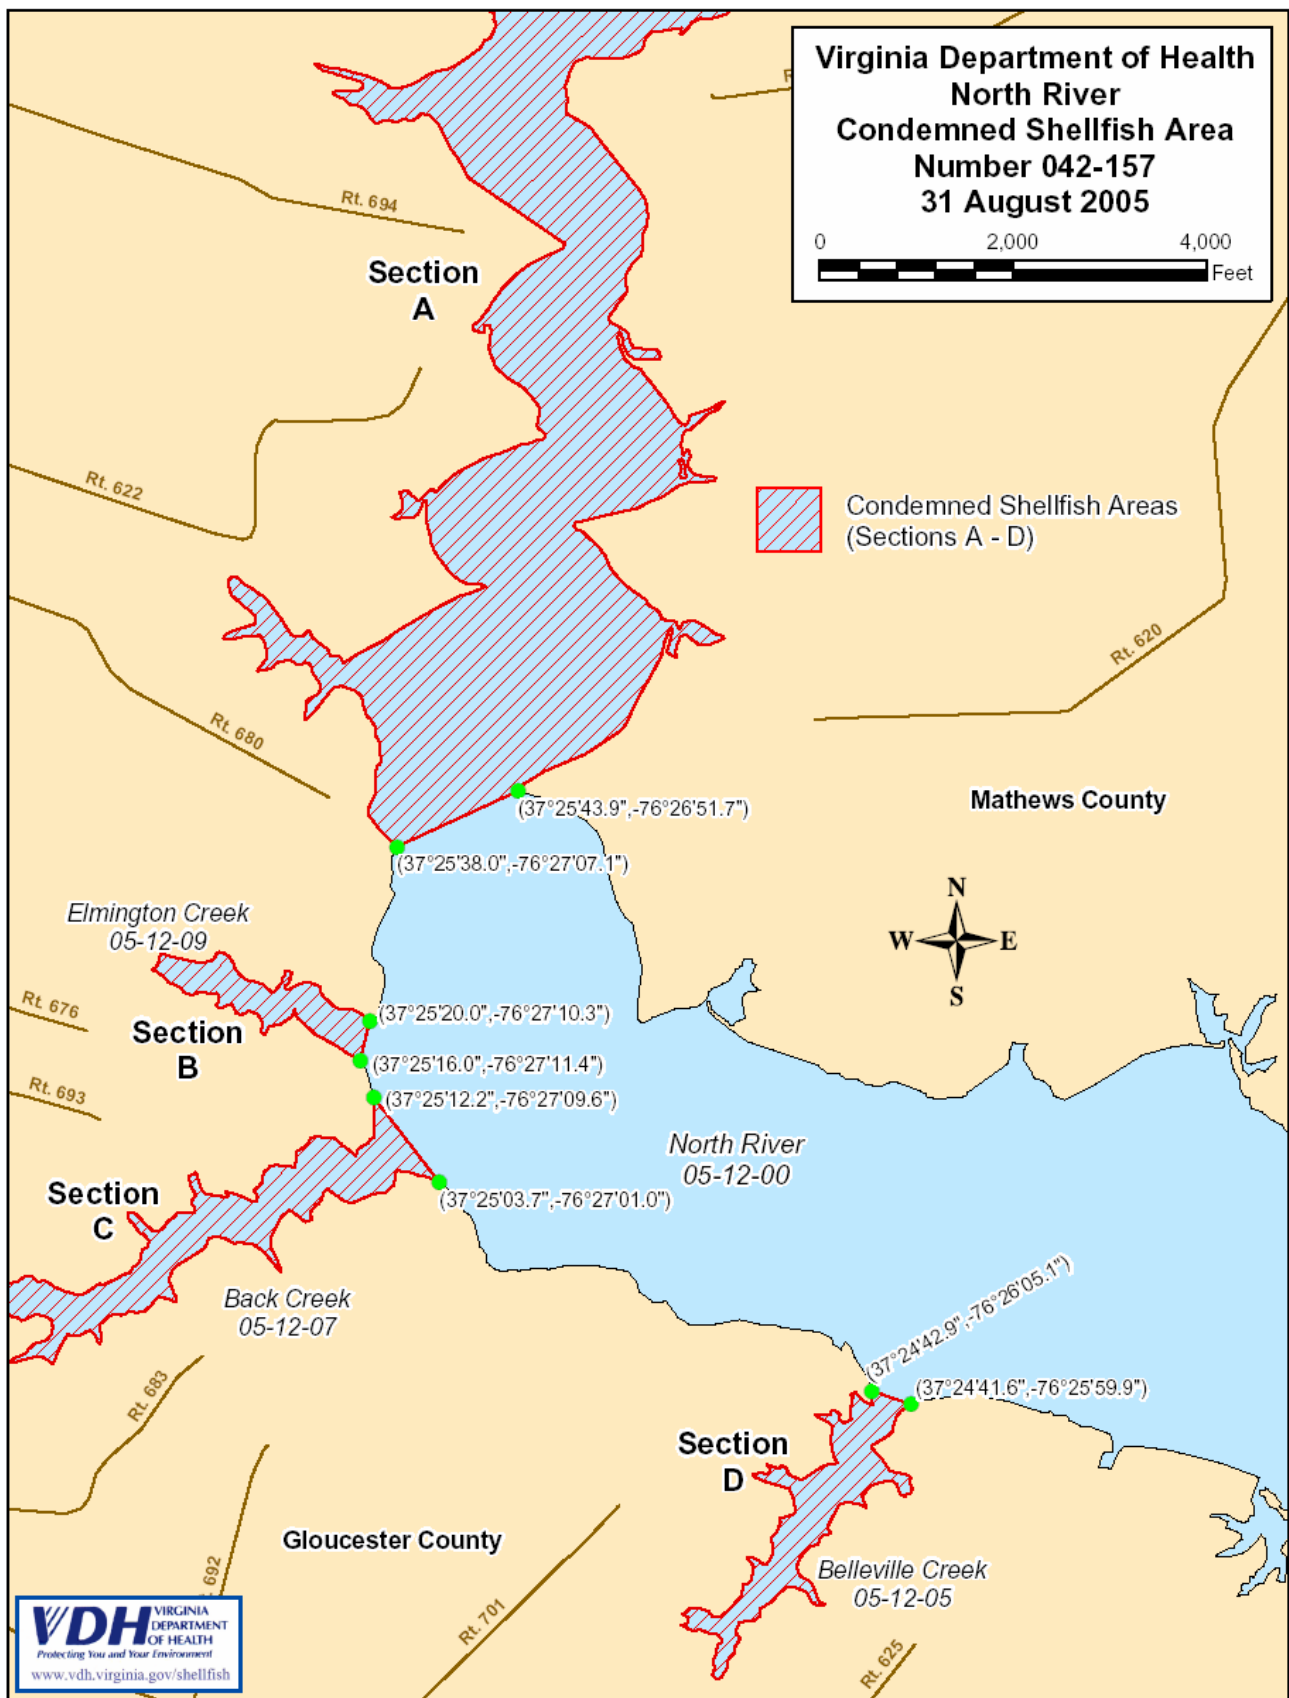 Virginia Department of Health
North River
Condemned Shellfish Area
Number 042-157
31 August 2005
0 2,000 4,000
Feet
Rt. 694
Section
A
Rt. 622
Condemned Shellfish Areas
(Sections A - D)
Rt. 620
Rt. 680
Mathews County
(37°25'43.9",-76°26'51.7")
(37°25'38.0",-76°27'07.1")
N
W E
S
Elmington Creek
05-12-09
Rt. 676
(37°25'20.0",-76°27'10.3")
Section
B
(37°25'16.0",-76°27'11.4")
Rt. 693
(37°25'12.2",-76°27'09.6")
North River
05-12-00
Section
C
(37°25'03.7",-76°27'01.0")
Back Creek
05-12-07
(37°24'42.9",-76°26'05.1")
(37°24'41.6",-76°25'59.9")
Rt. 683
Section
D
Gloucester County
Belleville Creek
05-12-05
692
Rt. 701
Rt. 625
VDH VIRGINIA
DEPARTMENT
OF HEALTH
Protecting You and Your Environment
www.vdh.virginia.gov/shellfish